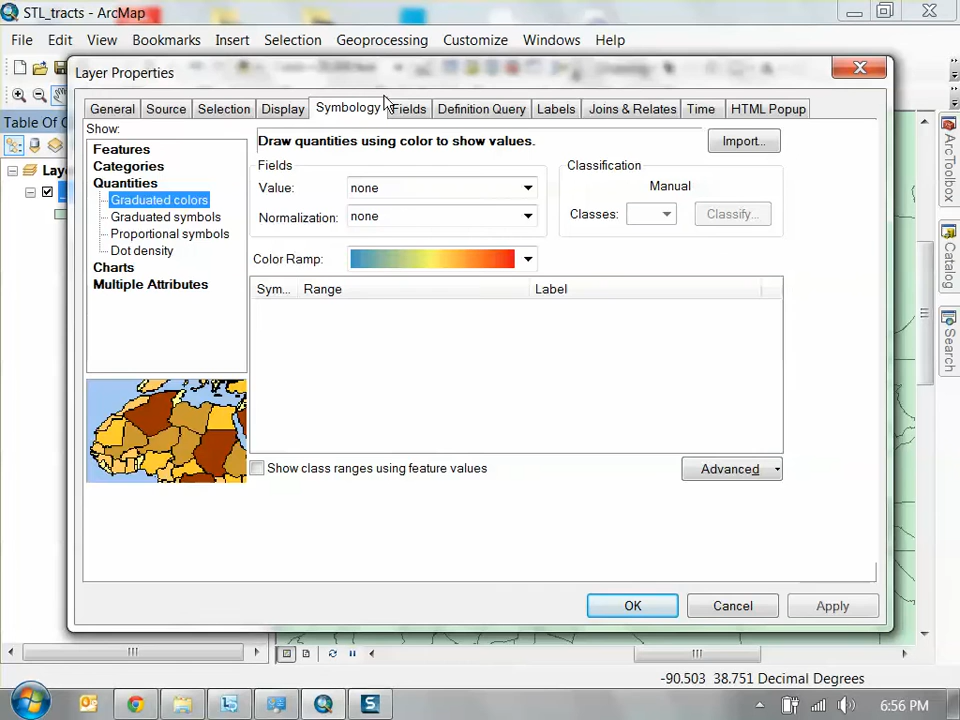 STL_tracts - ArcMap
File Edit View Bookmarks Insert Selection Geoprocessing Customize Windows Help
Layer Properties
Table Of
General Source Selection Display Symbology Fields Definition Query Labels Joins & Relates Time HTML Popup
Show:
Features
Categories
Quantities
Graduated colors
Graduated symbols
Proportional symbols
Dot density
Charts
Multiple Attributes
Draw quantities using color to show values.
Import...
Fields
Value: none
Normalization: none
Classification
Manual
Classes:
Classify...
Color Ramp:
Sym... Range Label
Show class ranges using feature values
Advanced
OK Cancel Apply
ArcToolbox
Catalog
Search
-90.503 38.751 Decimal Degrees
6:56 PM